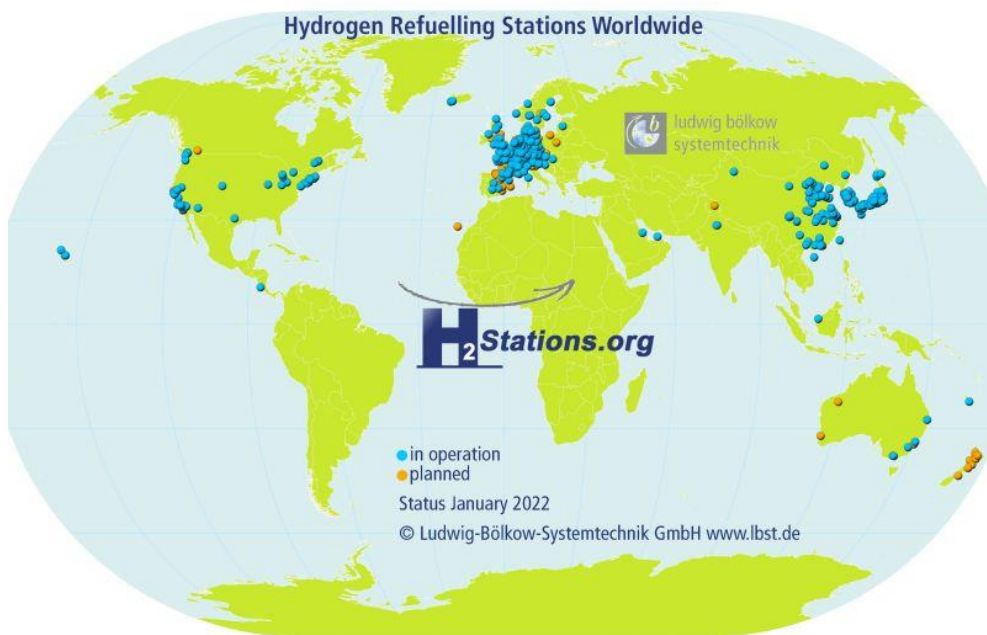 Hydrogen Refuelling Stations Worldwide
b
ludwig bölkow
systemtechnik
H2Stations.org
in operation
planned
Status January 2022
© Ludwig-Bölkow-Systemtechnik GmbH www.lbst.de